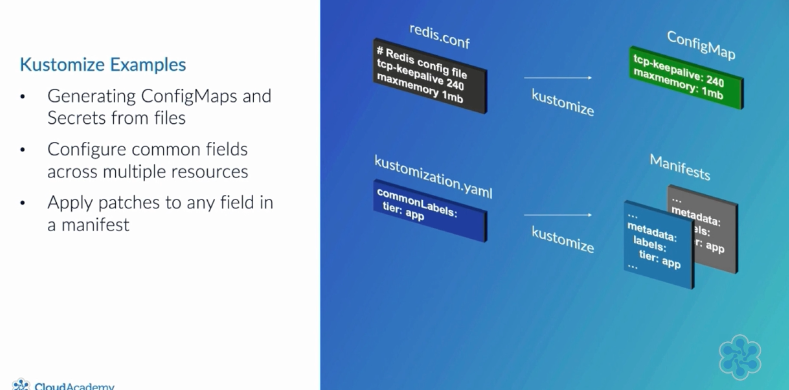 Kustomize Examples
• Generating ConfigMaps and
Secrets from files
• Configure common fields
across multiple resources
• Apply patches to any field in
a manifest
redis.conf
# Redis config file
tcp-keepalive 240
maxmemory 1mb
kustomize
ConfigMap
tcp-keepalive: 240
maxmemory: 1mb
kustomization.yaml
commonLabels:
tier: app
kustomize
Manifests
...
metadata:
els:
r: app
...
metadata:
labels:
tier: app
...
CloudAcademy